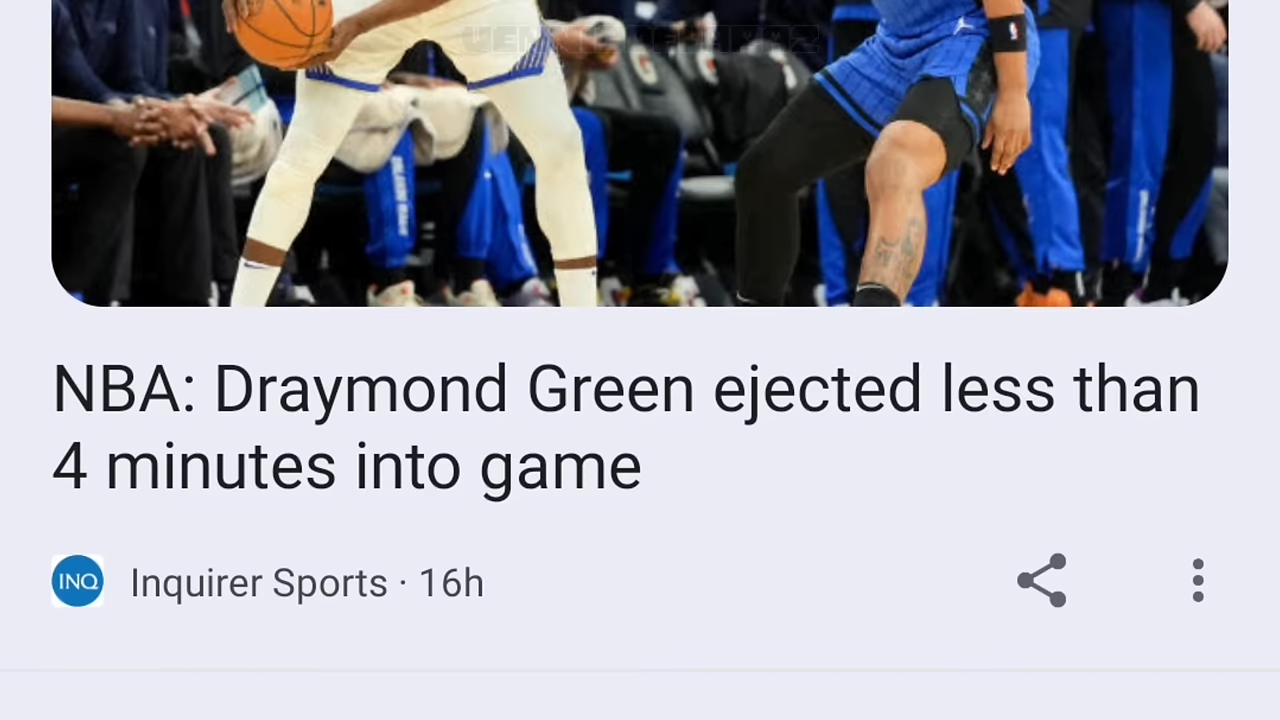 NBA: Draymond Green ejected less than
4 minutes into game
INQ
Inquirer Sports · 16h